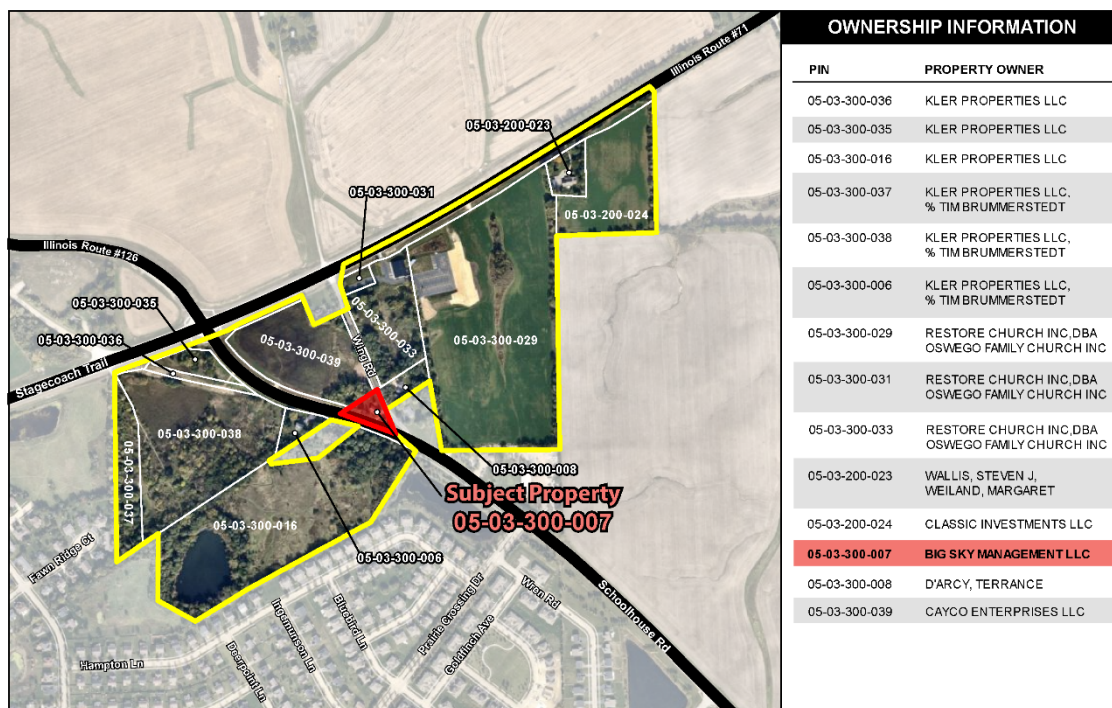 Illinois Route #71
05-03-200-023
05-03-300-031
05-03-200-024
Illinois Route #126
05-03-300-035
05-03-300-036
05-03-300-039
05-03-300-033
Wing Rd
05-03-300-029
Stagecoach Trail
05-03-300-038
05-03-300-037
05-03-300-008
Subject Property
05-03-300-007
05-03-300-016
05-03-300-006
Fawn Ridge Ct
Hampton Ln
Deerpoint Ln
Ingemunson Ln
Bluebird Ln
Prairie Crossing Dr
Goldfinch Ave
Wren Rd
Schoolhouse Rd
OWNERSHIP INFORMATION
PIN PROPERTY OWNER
05-03-300-036 KLER PROPERTIES LLC
05-03-300-035 KLER PROPERTIES LLC
05-03-300-016 KLER PROPERTIES LLC
05-03-300-037 KLER PROPERTIES LLC,
% TIM BRUMMERSTEDT
05-03-300-038 KLER PROPERTIES LLC,
% TIM BRUMMERSTEDT
05-03-300-006 KLER PROPERTIES LLC,
% TIM BRUMMERSTEDT
05-03-300-029 RESTORE CHURCH INC,DBA
OSWEGO FAMILY CHURCH INC
05-03-300-031 RESTORE CHURCH INC,DBA
OSWEGO FAMILY CHURCH INC
05-03-300-033 RESTORE CHURCH INC,DBA
OSWEGO FAMILY CHURCH INC
05-03-200-023 WALLIS, STEVEN J,
WEILAND, MARGARET
05-03-200-024 CLASSIC INVESTMENTS LLC
05-03-300-007 BIG SKY MANAGEMENT LLC
05-03-300-008 D'ARCY, TERRANCE
05-03-300-039 CAYCO ENTERPRISES LLC